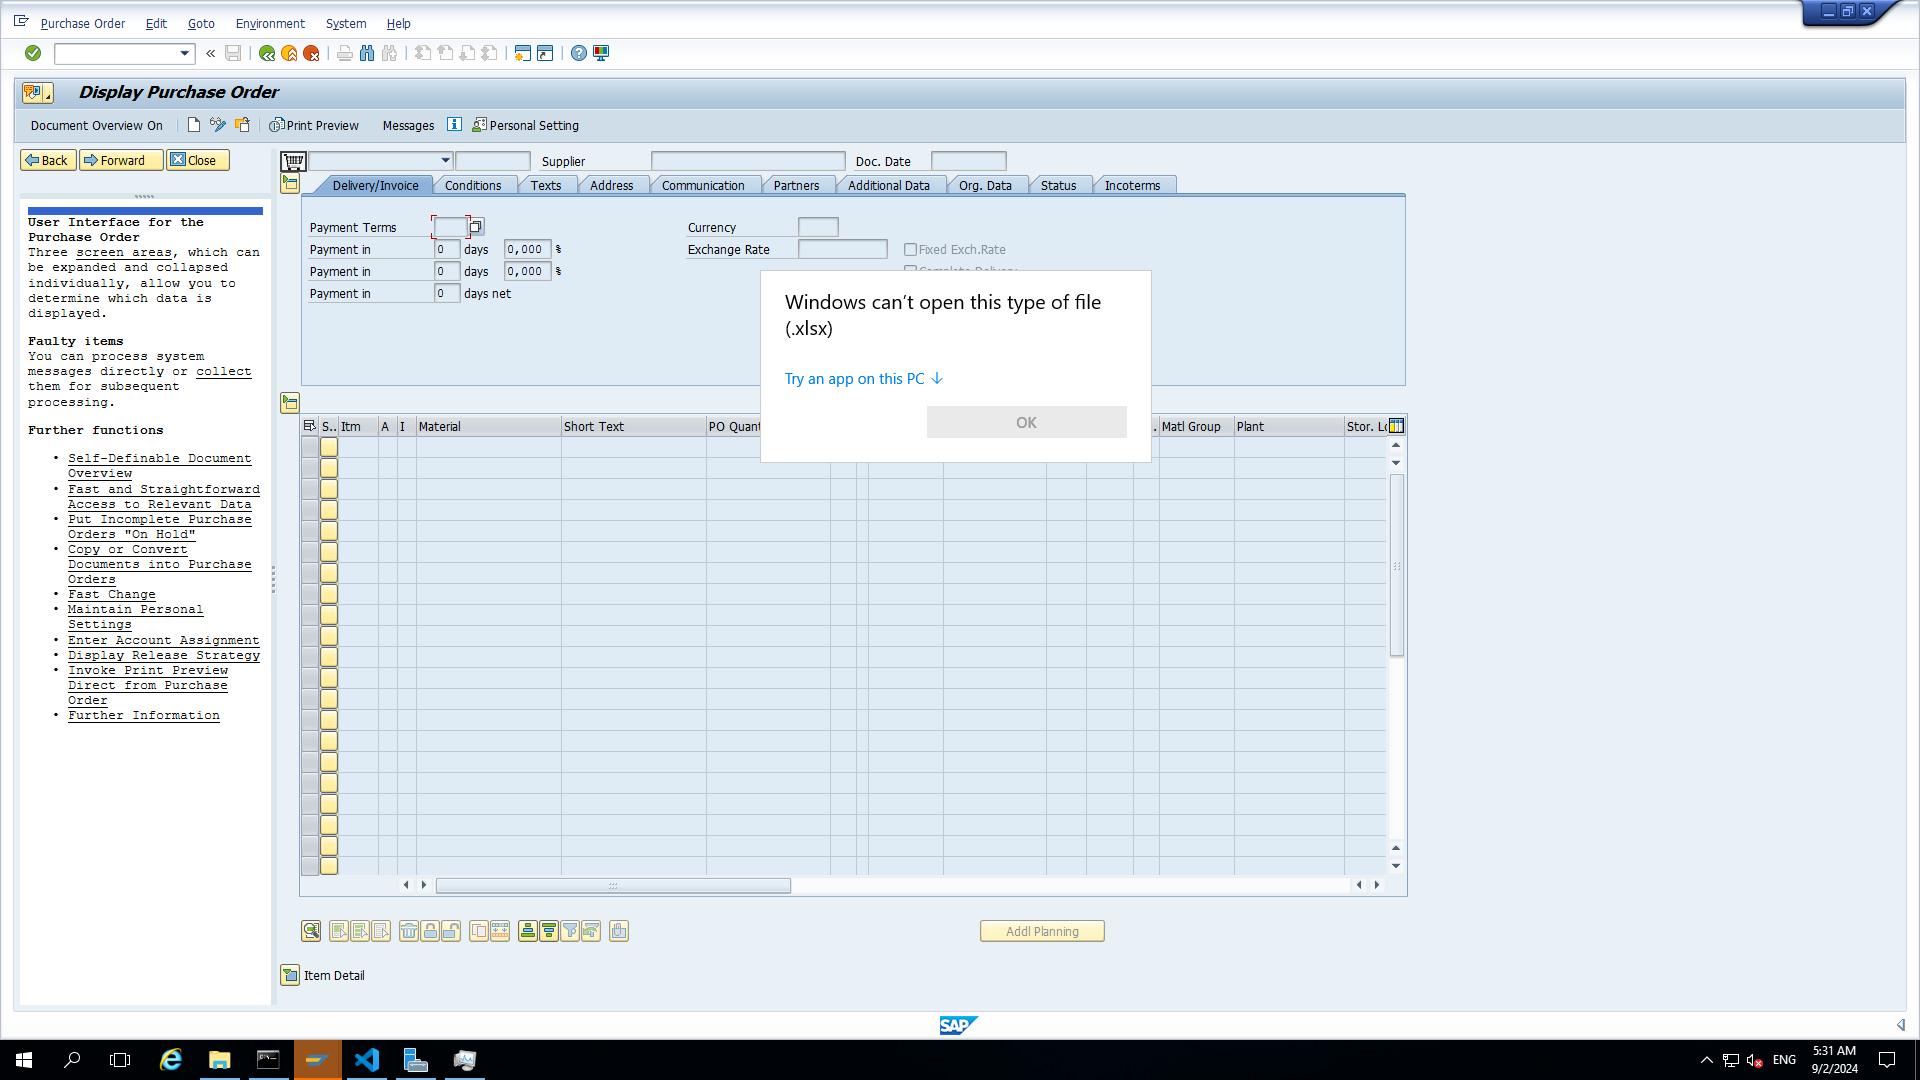 Purchase Order Edit Goto Environment System Help
Display Purchase Order
Document Overview On Print Preview Messages Personal Setting
Back Forward Close
Supplier Doc. Date
Delivery/Invoice Conditions Texts Address Communication Partners Additional Data Org. Data Status Incoterms
User Interface for the
Purchase Order
Three screen areas, which can
be expanded and collapsed
individually, allow you to
determine which data is
displayed.
Faulty items
You can process system
messages directly or collect
them for subsequent
processing.
Further functions
• Self-Definable Document
Overview
• Fast and Straightforward
Access to Relevant Data
• Put Incomplete Purchase
Orders "On Hold"
• Copy or Convert
Documents into Purchase
Orders
• Fast Change
• Maintain Personal
Settings
• Enter Account Assignment
• Display Release Strategy
• Invoke Print Preview
Direct from Purchase
Order
• Further Information
Payment Terms Currency
Payment in 0 days 0,000 % Exchange Rate Fixed Exch.Rate
Payment in 0 days 0,000 %
Payment in 0 days net
Windows can't open this type of file
(.xlsx)
Try an app on this PC
OK
S.. Itm A I Material Short Text PO Quant Matl Group Plant Stor. Lo
Addl Planning
Item Detail
SAP
ENG
5:31 AM
9/2/2024